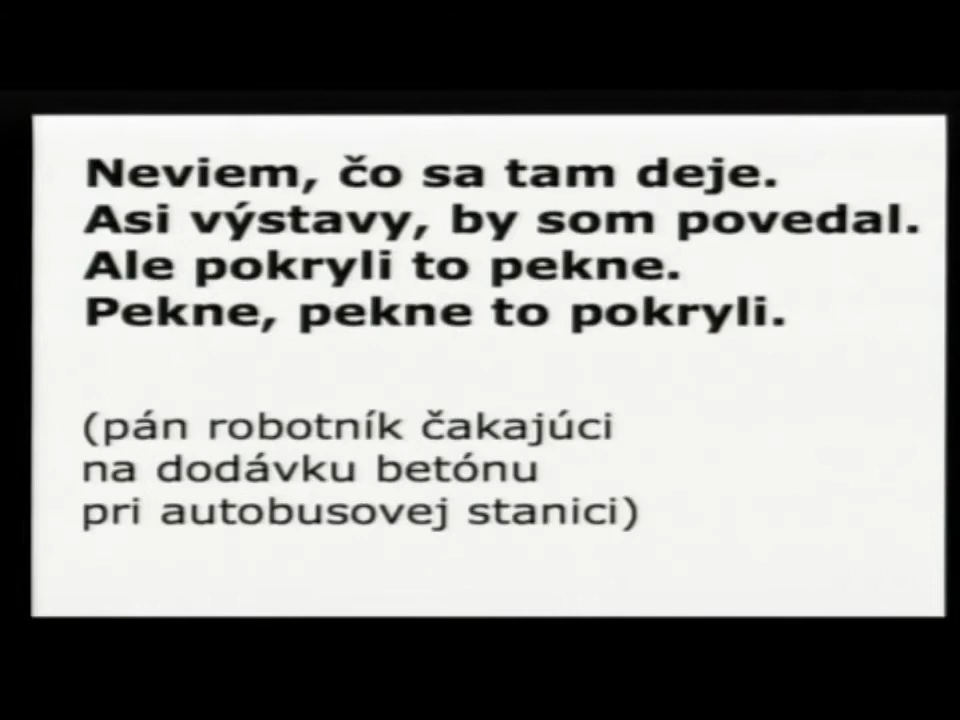 Neviem, čo sa tam deje.
Asi výstavy, by som povedal.
Ale pokryli to pekne.
Pekne, pekne to pokryli.
(pán robotník čakajúci
na dodávku betónu
pri autobusovej stanici)